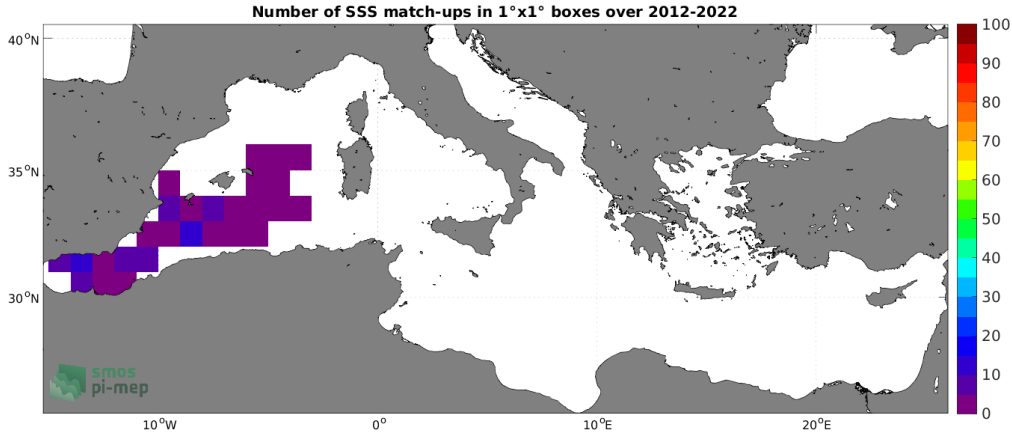 Number of SSS match-ups in 1°x1° boxes over 2012-2022
40°N
35°N
30°N
10°W
0°
10°E
20°E
100
90
80
70
60
50
40
30
20
10
0
smos
pi-mep